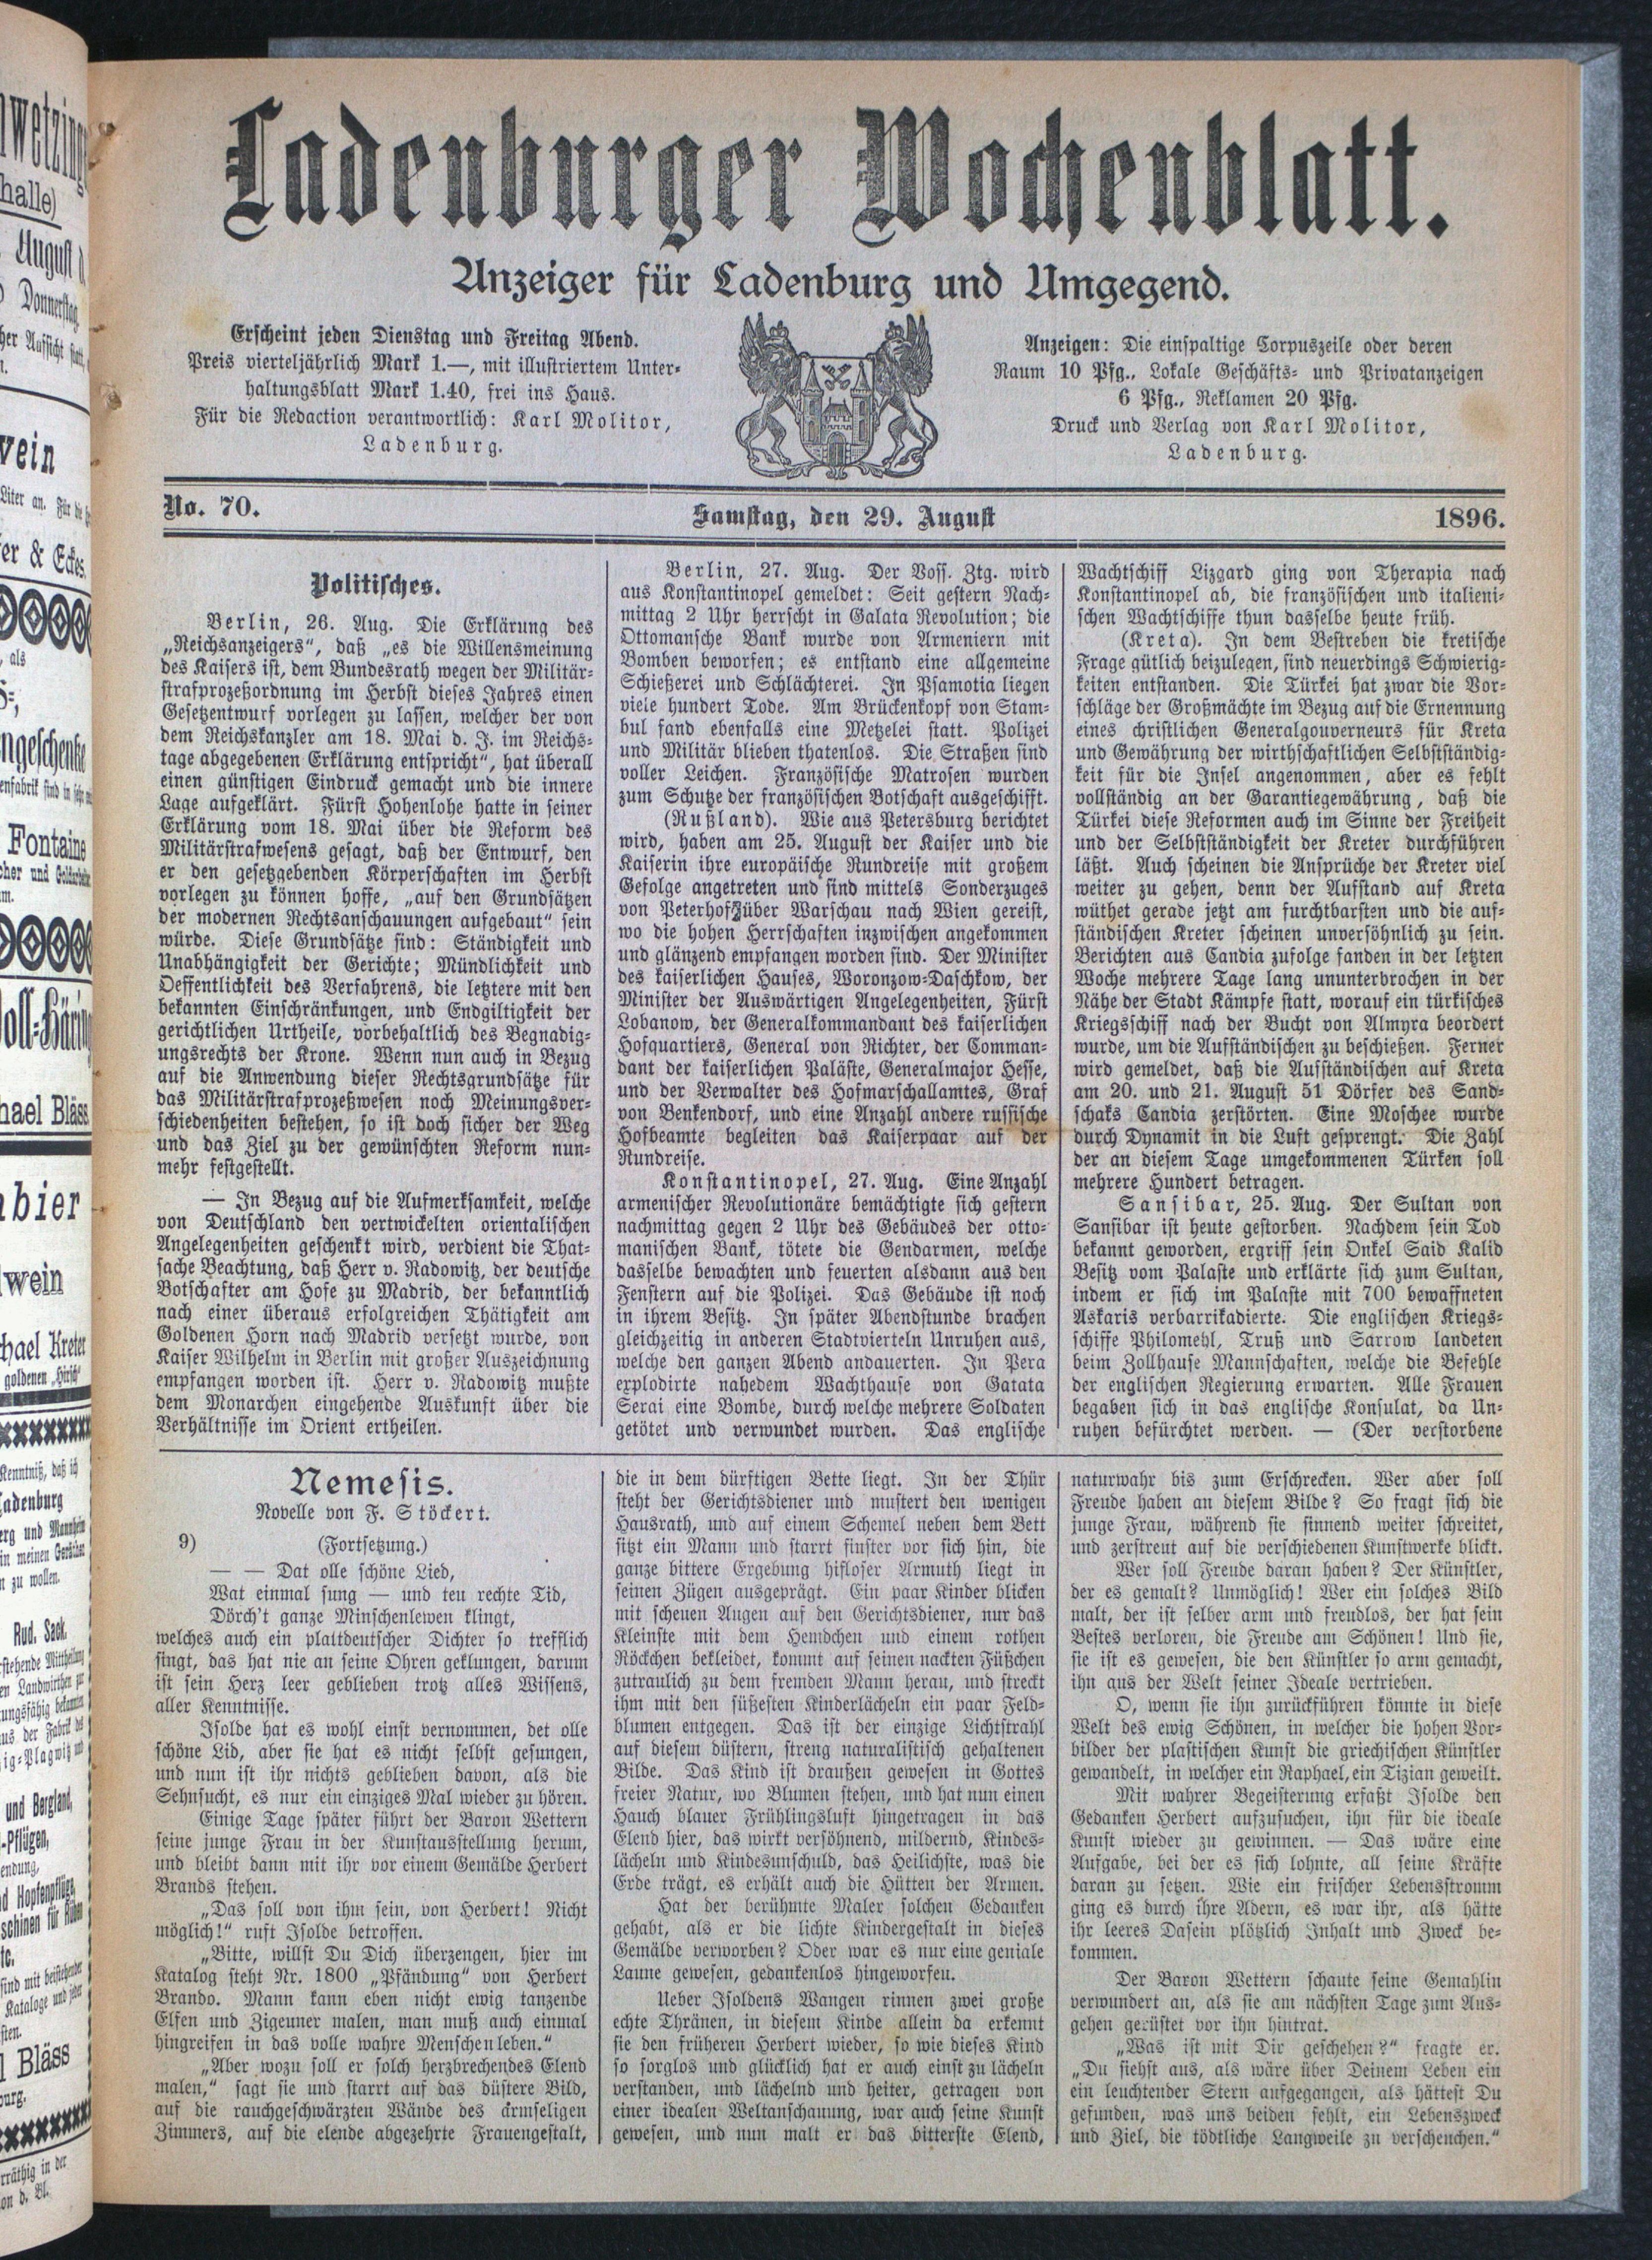 Ladenburger Wochenblatt.
Anzeiger für Ladenburg und Umgegend.
Erscheint jeden Dienstag und Freitag Abend.
Preis vierteljährlich Mark 1.—, mit illustriertem Unter-
haltungsblatt Mark 1.40, frei ins Haus.
Für die Redaction verantwortlich: Karl Molitor,
Ladenburg.
Anzeigen: Die einspaltige Corpuszeile oder deren
Raum 10 Pfg., Lokale Geschäfts- und Privatanzeigen
6 Pfg., Reklamen 20 Pfg.
Druck und Verlag von Karl Molitor,
Ladenburg.
No. 70.
Samstag, den 29. August
1896.
Politisches.
Berlin, 26. Aug. Die Erklärung des
„Reichsanzeigers“, daß „es die Willensmeinung
des Kaisers ist, dem Bundesrath wegen der Militär-
strafprozeßordnung im Herbst dieses Jahres einen
Gesetzentwurf vorlegen zu lassen, welcher der von
dem Reichskanzler am 18. Mai d. J. im Reichs-
tage abgegebenen Erklärung entspricht“, hat überall
einen günstigen Eindruck gemacht und die innere
Lage aufgeklärt. Fürst Hohenlohe hatte in seiner
Erklärung vom 18. Mai über die Reform des
Militärstrafwesens gesagt, daß der Entwurf, den
er den gesetzgebenden Körperschaften im Herbst
vorlegen zu können hoffe, „auf den Grundsätzen
der modernen Rechtsanschauungen aufgebaut“ sein
würde. Diese Grundsätze sind: Ständigkeit und
Unabhängigkeit der Gerichte; Mündlichkeit und
Oeffentlichkeit des Verfahrens, die letztere mit den
bekannten Einschränkungen, und Endgiltigkeit der
gerichtlichen Urtheile, vorbehaltlich des Begnadig-
ungsrechts der Krone. Wenn nun auch in Bezug
auf die Anwendung dieser Rechtsgrundsätze für
das Militärstrafprozeßwesen noch Meinungsver-
schiedenheiten bestehen, so ist doch sicher der Weg
und das Ziel zu der gewünschten Reform nun-
mehr festgestellt.
— In Bezug auf die Aufmerksamkeit, welche
von Deutschland den vertwickelten orientalischen
Angelegenheiten geschenkt wird, verdient die That-
sache Beachtung, daß Herr v. Radowitz, der deutsche
Botschafter am Hofe zu Madrid, der bekanntlich
nach einer überaus erfolgreichen Thätigkeit am
Goldenen Horn nach Madrid versetzt wurde, von
Kaiser Wilhelm in Berlin mit großer Auszeichnung
empfangen worden ist. Herr v. Radowitz mußte
dem Monarchen eingehende Auskunft über die
Verhältnisse im Orient ertheilen.
Berlin, 27. Aug. Der Voss. Ztg. wird
aus Konstantinopel gemeldet: Seit gestern Nach-
mittag 2 Uhr herrscht in Galata Revolution; die
Ottomansche Bank wurde von Armeniern mit
Bomben beworfen; es entstand eine allgemeine
Schießerei und Schlächterei. In Psamotia liegen
viele hundert Tode. Am Brückenkopf von Stam-
bul fand ebenfalls eine Metzelei statt. Polizei
und Militär blieben thatenlos. Die Straßen sind
voller Leichen. Französische Matrosen wurden
zum Schutze der französischen Botschaft ausgeschifft.
(Rußland). Wie aus Petersburg berichtet
wird, haben am 25. August der Kaiser und die
Kaiserin ihre europäische Rundreise mit großem
Gefolge angetreten und sind mittels Sonderzuges
von Peterhof über Warschau nach Wien gereist,
wo die hohen Herrschaften inzwischen angekommen
und glänzend empfangen worden sind. Der Minister
des kaiserlichen Hauses, Woronzow-Daschkow, der
Minister der Auswärtigen Angelegenheiten, Fürst
Lobanow, der Generalkommandant des kaiserlichen
Hofquartiers, General von Richter, der Comman-
dant der kaiserlichen Paläste, Generalmajor Hesse,
und der Verwalter des Hofmarschallamtes, Graf
von Benkendorf, und eine Anzahl andere russische
Hofbeamte begleiten das Kaiserpaar auf der
Rundreise.
Konstantinopel, 27. Aug. Eine Anzahl
armenischer Revolutionäre bemächtigte sich gestern
nachmittag gegen 2 Uhr des Gebäudes der otto-
manischen Bank, tötete die Gendarmen, welche
dasselbe bewachten und feuerten alsdann aus den
Fenstern auf die Polizei. Das Gebäude ist noch
in ihrem Besitz. In später Abendstunde brachen
gleichzeitig in anderen Stadtvierteln Unruhen aus,
welche den ganzen Abend andauerten. In Pera
explodirte nahedem Wachthause von Gatata
Serai eine Bombe, durch welche mehrere Soldaten
getötet und verwundet wurden. Das englische
Wachtschiff Lizgard ging von Therapia nach
Konstantinopel ab, die französischen und italieni-
schen Wachtschiffe thun dasselbe heute früh.
(Kreta). In dem Bestreben die kretische
Frage gütlich beizulegen, sind neuerdings Schwierig-
keiten entstanden. Die Türkei hat zwar die Vor-
schläge der Großmächte im Bezug auf die Ernennung
eines christlichen Generalgouverneurs für Kreta
und Gewährung der wirthschaftlichen Selbstständig-
keit für die Insel angenommen, aber es fehlt
vollständig an der Garantiegewährung, daß die
Türkei diese Reformen auch im Sinne der Freiheit
und der Selbstständigkeit der Kreter durchführen
läßt. Auch scheinen die Ansprüche der Kreter viel
weiter zu gehen, denn der Aufstand auf Kreta
wüthet gerade jetzt am furchtbarsten und die auf-
ständischen Kreter scheinen unversöhnlich zu sein.
Berichten aus Candia zufolge fanden in der letzten
Woche mehrere Tage lang ununterbrochen in der
Nähe der Stadt Kämpfe statt, worauf ein türkisches
Kriegsschiff nach der Bucht von Almyra beordert
wurde, um die Aufständischen zu beschießen. Ferner
wird gemeldet, daß die Aufständischen auf Kreta
am 20. und 21. August 51 Dörfer des Sand-
schaks Candia zerstörten. Eine Moschee wurde
durch Dynamit in die Luft gesprengt. Die Zahl
der an diesem Tage umgekommenen Türken soll
mehrere Hundert betragen.
Sansibar, 25. Aug. Der Sultan von
Sansibar ist heute gestorben. Nachdem sein Tod
bekannt geworden, ergriff sein Onkel Said Kalid
Besitz vom Palaste und erklärte sich zum Sultan,
indem er sich im Palaste mit 700 bewaffneten
Askaris verbarrikadierte. Die englischen Kriegs-
schiffe Philomehl, Truß und Sarrow landeten
beim Zollhause Mannschaften, welche die Befehle
der englischen Regierung erwarten. Alle Frauen
begaben sich in das englische Konsulat, da Un-
ruhen befürchtet werden. — (Der verstorbene
Nemesis.
Novelle von F. Stöckert.
9) (Fortsetzung.)
— — Dat olle schöne Lied,
Wat einmal sung — und teu rechte Tid,
Dörch't ganze Minschenlewen klingt,
welches auch ein plattdeutscher Dichter so trefflich
singt, das hat nie an seine Ohren geklungen, darum
ist sein Herz leer geblieben trotz alles Wissens,
aller Kenntnisse.
Isolde hat es wohl einst vernommen, det olle
schöne Lid, aber sie hat es nicht selbst gesungen,
und nun ist ihr nichts geblieben davon, als die
Sehnsucht, es nur ein einziges Mal wieder zu hören.
Einige Tage später führt der Baron Wettern
seine junge Frau in der Kunstausstellung herum,
und bleibt dann mit ihr vor einem Gemälde Herbert
Brands stehen.
„Das soll von ihm sein, von Herbert! Nicht
möglich!“ ruft Isolde betroffen.
„Bitte, willst Du Dich überzengen, hier im
Katalog steht Nr. 1800 „Pfändung“ von Herbert
Brando. Mann kann eben nicht ewig tanzende
Elfen und Zigeuner malen, man muß auch einmal
hingreifen in das volle wahre Menschenleben.“
„Aber wozu soll er solch herzbrechendes Elend
malen,“ sagt sie und starrt auf das düstere Bild,
auf die rauchgeschwärzten Wände des ärmseligen
Zimmers, auf die elende abgezehrte Frauengestalt,
die in dem dürftigen Bette liegt. In der Thür
steht der Gerichtsdiener und mustert den wenigen
Hausrath, und auf einem Schemel neben dem Bett
sitzt ein Mann und starrt finster vor sich hin, die
ganze bittere Ergebung hifloser Armuth liegt in
seinen Zügen ausgeprägt. Ein paar Kinder blicken
mit scheuen Augen auf den Gerichtsdiener, nur das
Kleinste mit dem Hemdchen und einem rothen
Röckchen bekleidet, kommt auf seinen nackten Füßchen
zutraulich zu dem fremden Mann heran, und streckt
ihm mit den süßesten Kinderlächeln ein paar Feld-
blumen entgegen. Das ist der einzige Lichtstrahl
auf diesem düstern, streng naturalistisch gehaltenen
Bilde. Das Kind ist draußen gewesen in Gottes
freier Natur, wo Blumen stehen, und hat nun einen
Hauch blauer Frühlingsluft hingetragen in das
Elend hier, das wirkt versöhnend, mildernd, Kindes-
lächeln und Kindesunschuld, das Heilichste, was die
Erde trägt, es erhält auch die Hütten der Armen.
Hat der berühmte Maler solchen Gedanken
gehabt, als er die lichte Kindergestalt in dieses
Gemälde verworben? Oder war es nur eine geniale
Laune gewesen, gedankenlos hingeworfen.
Ueber Isoldens Wangen rinnen zwei große
echte Thränen, in diesem Kinde allein da erkennt
sie den früheren Herbert wieder, so wie dieses Kind
so sorglos und glücklich hat er auch einst zu lächeln
verstanden, und lächelnd und heiter, getragen von
einer idealen Weltanschauung, war auch seine Kunst
gewesen, und nun malt er das bitterste Elend,
naturwahr bis zum Erschrecken. Wer aber soll
Freude haben an diesem Bilde? So fragt sich die
junge Frau, während sie sinnend weiter schreitet,
und zerstreut auf die verschiedenen Kunstwerke blickt.
Wer soll Freude daran haben? Der Künstler,
der es gemalt? Unmöglich! Wer ein solches Bild
malt, der ist selber arm und freudlos, der hat sein
Bestes verloren, die Freude am Schönen! Und sie,
sie ist es gewesen, die den Künstler so arm gemacht,
ihn aus der Welt seiner Ideale vertrieben.
O, wenn sie ihn zurückführen könnte in diese
Welt des ewig Schönen, in welcher die hohen Vor-
bilder der plastischen Kunst die griechischen Künstler
gewandelt, in welcher ein Raphael, ein Tizian geweilt.
Mit wahrer Begeisterung erfaßt Isolde den
Gedanken Herbert aufzusuchen, ihn für die ideale
Kunst wieder zu gewinnen. — Das wäre eine
Aufgabe, bei der es sich lohnte, all seine Kräfte
daran zu setzen. Wie ein frischer Lebensstromm
ging es durch ihre Adern, es war ihr, als hätte
ihr leeres Dasein plötzlich Inhalt und Zweck be-
kommen.
Der Baron Wettern schaute seine Gemahlin
verwundert an, als sie am nächsten Tage zum Aus-
gehen gerüstet vor ihn hintrat.
„Was ist mit Dir geschehen?“ fragte er.
„Du siehst aus, als wäre über Deinem Leben ein
ein leuchtender Stern aufgegangen, als hättest Du
gefunden, was uns beiden fehlt, ein Lebenszweck
und Ziel, die tödtliche Langweile zu verscheuchen.“